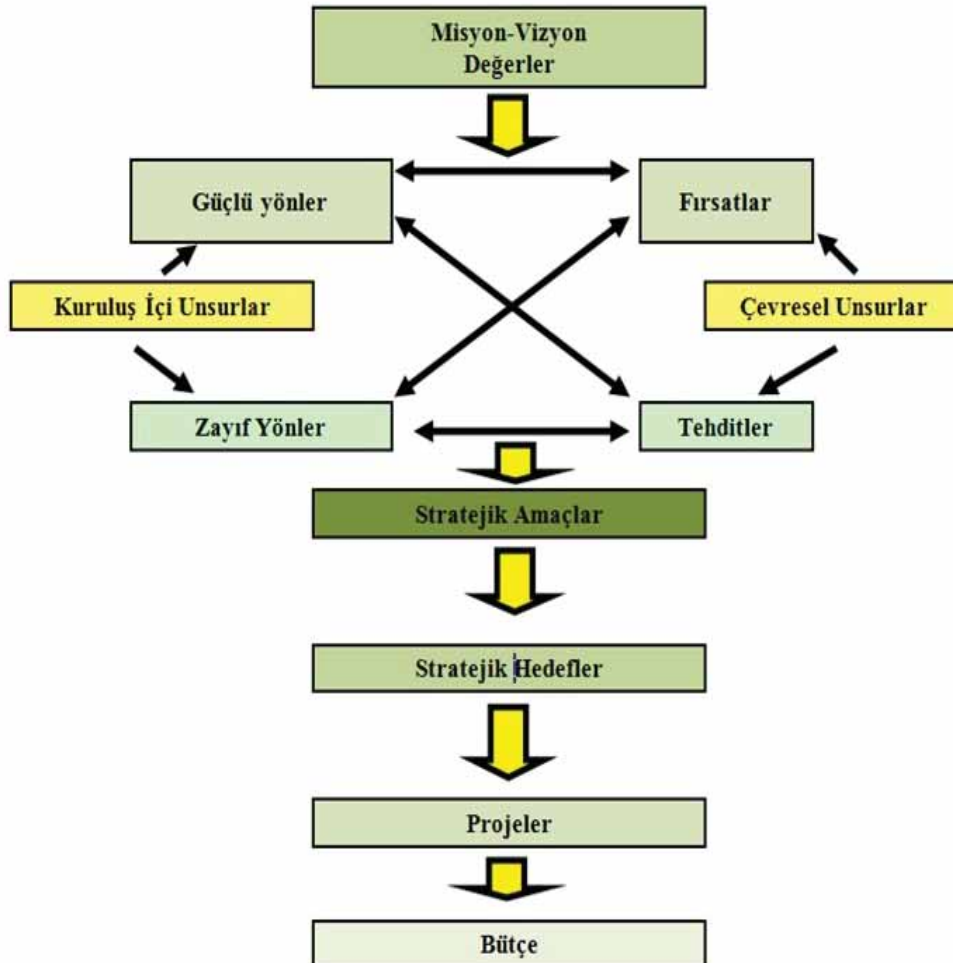 Misyon-Vizyon
Değerler
Güçlü yönler
Fırsatlar
Kuruluş İçi Unsurlar
Çevresel Unsurlar
Zayıf Yönler
Tehditler
Stratejik Amaçlar
Stratejik Hedefler
Projeler
Bütçe